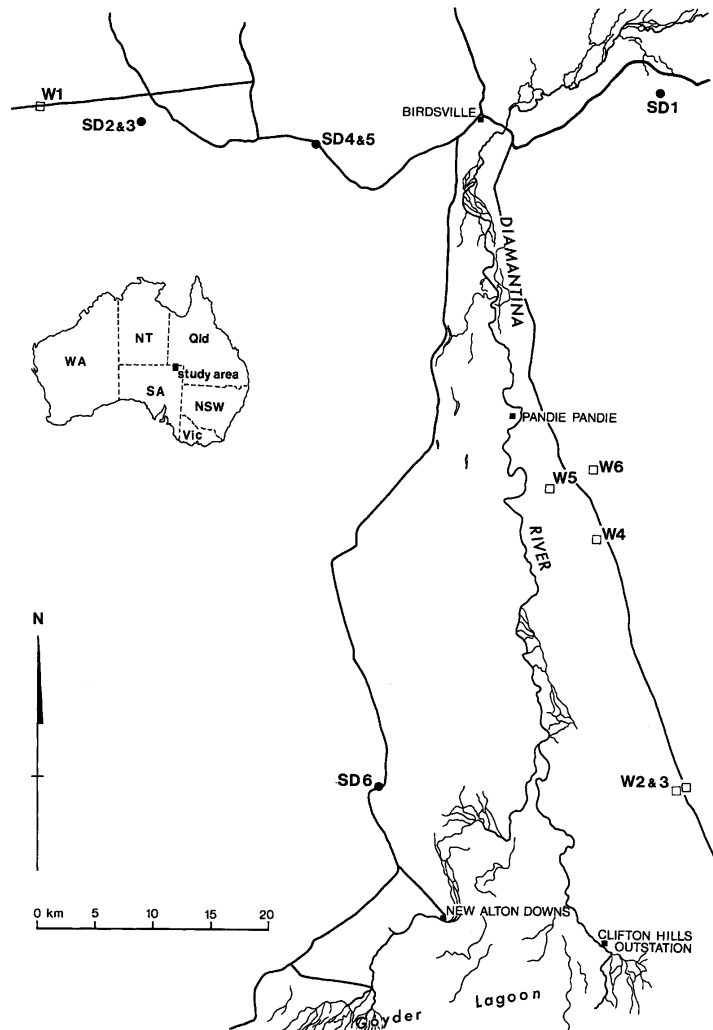 W1
SD2&3
SD4&5
BIRDSVILLE
SD1
DIAMANTINA
WA
NT
Qld
study area
SA
NSW
Vic
PANDIE PANDIE
W6
W5
W4
RIVER
N
SD6
W2&3
0 km 5 10 15 20
NEW ALTON DOWNS
CLIFTON HILLS
OUTSTATION
Goyder Lagoon